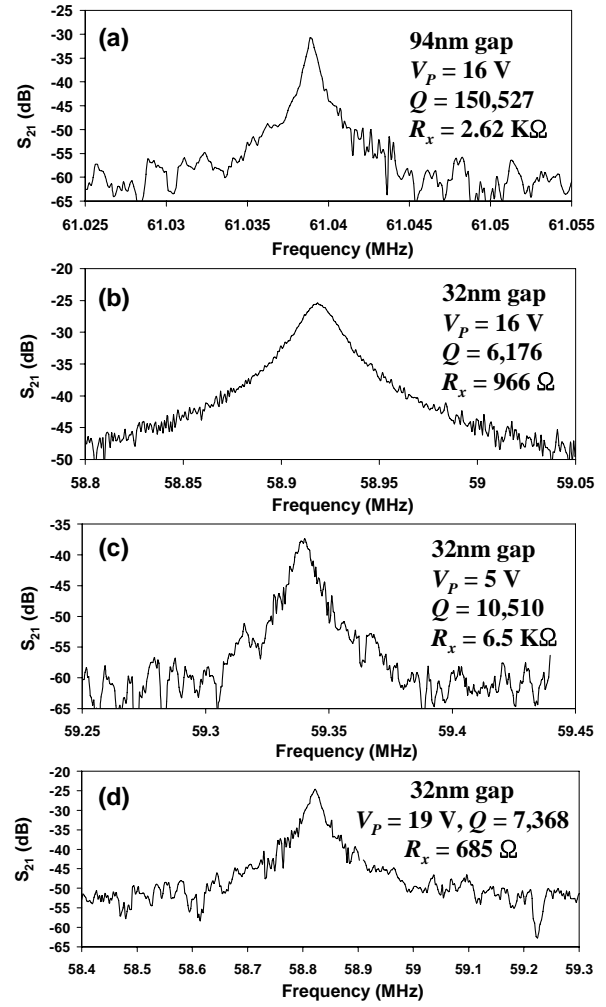 -25
-30
-35
-40
-45
-50
-55
-60
-65
S21 (dB)
(a)
94nm gap
VP = 16 V
Q = 150,527
Rx = 2.62 KΩ
61.025 61.03 61.035 61.04 61.045 61.05 61.055
Frequency (MHz)
-20
-25
-30
-35
-40
-45
-50
S21 (dB)
(b)
32nm gap
VP = 16 V
Q = 6,176
Rx = 966 Ω
58.8 58.85 58.9 58.95 59 59.05
Frequency (MHz)
-35
-40
-45
-50
-55
-60
-65
S21 (dB)
(c)
32nm gap
VP = 5 V
Q = 10,510
Rx = 6.5 KΩ
59.25 59.3 59.35 59.4 59.45
Frequency (MHz)
-20
-25
-30
-35
-40
-45
-50
-55
-60
-65
S21 (dB)
(d)
32nm gap
VP = 19 V, Q = 7,368
Rx = 685 Ω
58.4 58.5 58.6 58.7 58.8 58.9 59 59.1 59.2 59.3
Frequency (MHz)